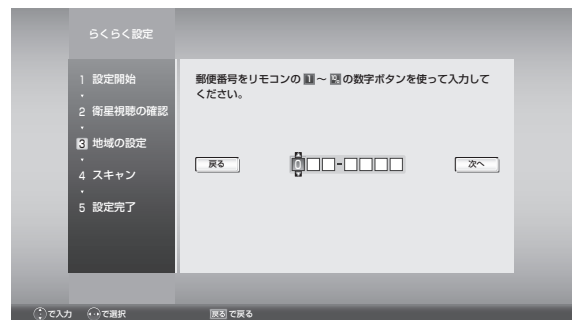 らくらく設定
1 設定開始
2 衛星視聴の確認
3 地域の設定
4 スキャン
5 設定完了
郵便番号をリモコンの 1 ~ の数字ボタンを使って入力して
ください。
戻る
0 -
次へ
で入力 で選択 戻る で戻る